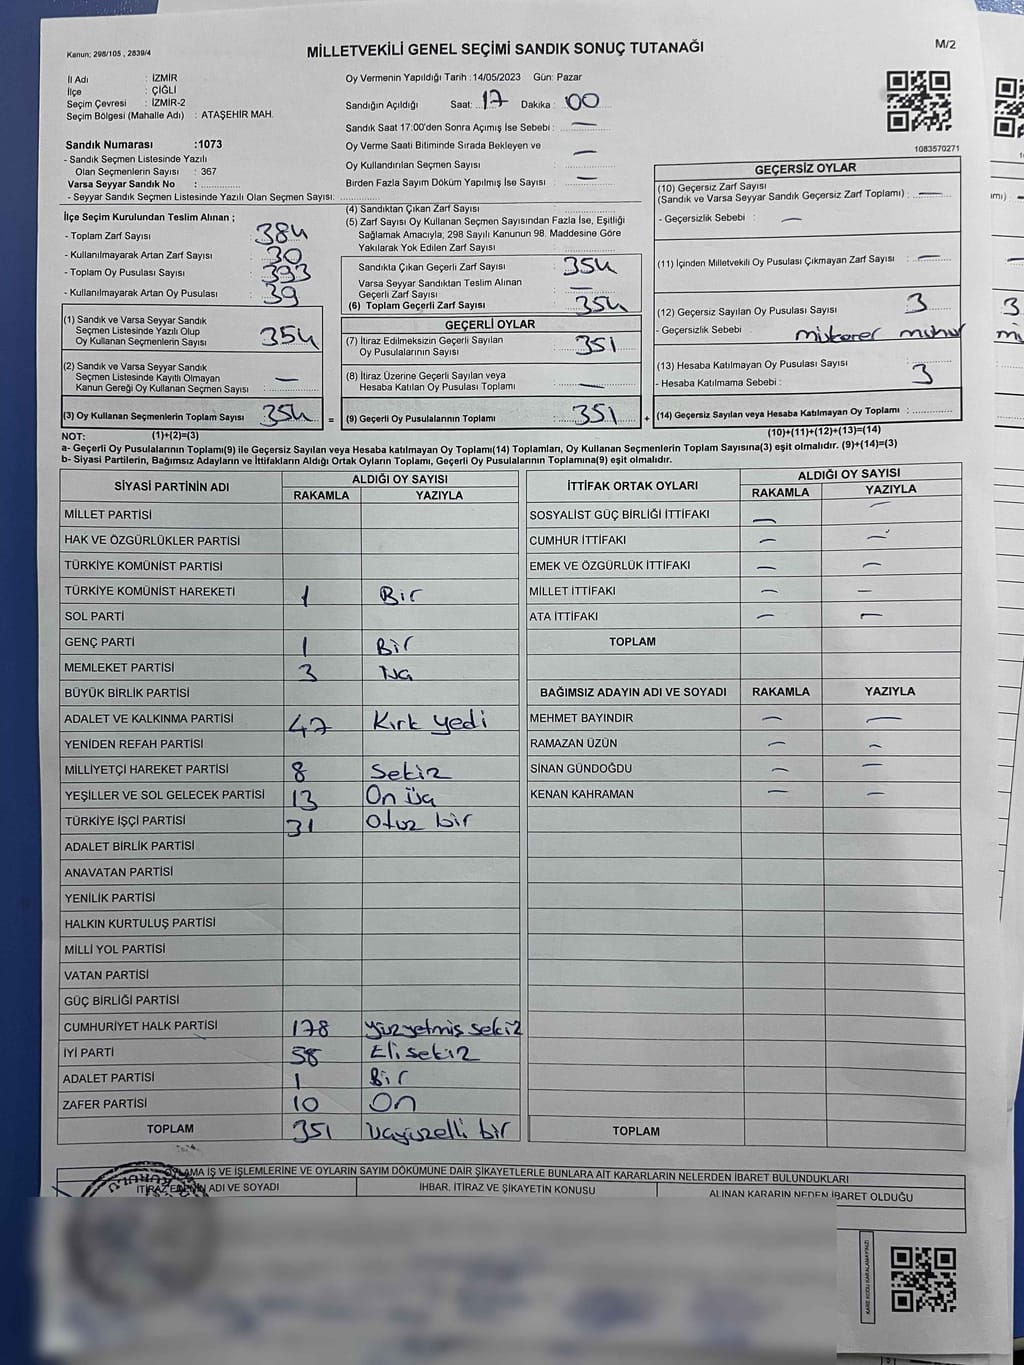 Kanun: 298/105 , 2839/4
MİLLETVEKİLİ GENEL SEÇİMİ SANDIK SONUÇ TUTANAĞI
M/2
İl Adı : İZMİR
İlçe : ÇİĞLİ
Seçim Çevresi : İZMİR-2
Seçim Bölgesi (Mahalle Adı) : ATAŞEHİR MAH.
Oy Vermenin Yapıldığı Tarih :14/05/2023 Gün: Pazar
Sandığın Açıldığı Saat: 17 Dakika : 00
Sandık Saat 17:00'den Sonra Açımış İse Sebebi : —
Oy Verme Saati Bitiminde Sırada Bekleyen ve
Oy Kullandırılan Seçmen Sayısı : —
Birden Fazla Sayım Döküm Yapılmış İse Sayısı : —
1083570271
Sandık Numarası :1073
- Sandık Seçmen Listesinde Yazılı
Olan Seçmenlerin Sayısı : 367
Varsa Seyyar Sandık No :
- Seyyar Sandık Seçmen Listesinde Yazılı Olan Seçmen Sayısı:
İlçe Seçim Kurulundan Teslim Alınan ;
- Toplam Zarf Sayısı : 384
- Kullanılmayarak Artan Zarf Sayısı : 30
- Toplam Oy Pusulası Sayısı : 393
- Kullanılmayarak Artan Oy Pusulası : 39
(1) Sandık ve Varsa Seyyar Sandık
Seçmen Listesinde Yazılı Olup
Oy Kullanan Seçmenlerin Sayısı : 354
(2) Sandık ve Varsa Seyyar Sandık
Seçmen Listesinde Kayıtlı Olmayan
Kanun Gereği Oy Kullanan Seçmen Sayısı : —
(3) Oy Kullanan Seçmenlerin Toplam Sayısı : 354 =
(4) Sandıktan Çıkan Zarf Sayısı :
(5) Zarf Sayısı Oy Kullanan Seçmen Sayısından Fazla İse, Eşitliği
Sağlamak Amacıyla; 298 Sayılı Kanunun 98. Maddesine Göre
Yakılarak Yok Edilen Zarf Sayısı :
Sandıkta Çıkan Geçerli Zarf Sayısı : 354
Varsa Seyyar Sandıktan Teslim Alınan
Geçerli Zarf Sayısı : —
(6) Toplam Geçerli Zarf Sayısı : 354
GEÇERLİ OYLAR
(7) İtiraz Edilmeksizin Geçerli Sayılan
Oy Pusulalarının Sayısı : 351
(8) İtiraz Üzerine Geçerli Sayılan veya
Hesaba Katılan Oy Pusulası Toplamı : —
(9) Geçerli Oy Pusulalarının Toplamı : 351 +
GEÇERSİZ OYLAR
(10) Geçersiz Zarf Sayısı
(Sandık ve Varsa Seyyar Sandık Geçersiz Zarf Toplamı) : —
- Geçersizlik Sebebi : —
(11) İçinden Milletvekili Oy Pusulası Çıkmayan Zarf Sayısı : —
(12) Geçersiz Sayılan Oy Pusulası Sayısı : 3
- Geçersizlik Sebebi : mükerer mühür
(13) Hesaba Katılmayan Oy Pusulası Sayısı : 3
- Hesaba Katılmama Sebebi :
(14) Geçersiz Sayılan veya Hesaba Katılmayan Oy Toplamı :
NOT: (1)+(2)=(3)
(10)+(11)+(12)+(13)=(14)
a- Geçerli Oy Pusulalarının Toplamı(9) ile Geçersiz Sayılan veya Hesaba katılmayan Oy Toplamı(14) Toplamları, Oy Kullanan Seçmenlerin Toplam Sayısına(3) eşit olmalıdır. (9)+(14)=(3)
b- Siyasi Partilerin, Bağımsız Adayların ve İttifakların Aldığı Ortak Oyların Toplamı, Geçerli Oy Pusulalarının Toplamına(9) eşit olmalıdır.
SİYASİ PARTİNİN ADI ALDIĞI OY SAYISI
RAKAMLA YAZIYLA
MİLLET PARTİSİ
HAK VE ÖZGÜRLÜKLER PARTİSİ
TÜRKİYE KOMÜNİST PARTİSİ
TÜRKİYE KOMÜNİST HAREKETİ 1 Bir
SOL PARTİ
GENÇ PARTİ 1 Bir
MEMLEKET PARTİSİ 3 üç
BÜYÜK BİRLİK PARTİSİ
ADALET VE KALKINMA PARTİSİ 47 Kırk yedi
YENİDEN REFAH PARTİSİ
MİLLİYETÇİ HAREKET PARTİSİ 8 Sekiz
YEŞİLLER VE SOL GELECEK PARTİSİ 13 On üç
TÜRKİYE İŞÇİ PARTİSİ 31 Otuz bir
ADALET BİRLİK PARTİSİ
ANAVATAN PARTİSİ
YENİLİK PARTİSİ
HALKIN KURTULUŞ PARTİSİ
MİLLİ YOL PARTİSİ
VATAN PARTİSİ
GÜÇ BİRLİĞİ PARTİSİ
CUMHURİYET HALK PARTİSİ 178 yüzyetmiş sekiz
İYİ PARTİ 58 Elisekiz
ADALET PARTİSİ 1 Bir
ZAFER PARTİSİ 10 On
TOPLAM 351 üçyüzelli bir
İTTİFAK ORTAK OYLARI ALDIĞI OY SAYISI
RAKAMLA YAZIYLA
SOSYALİST GÜÇ BİRLİĞİ İTTİFAKI — —
CUMHUR İTTİFAKI — —
EMEK VE ÖZGÜRLÜK İTTİFAKI — —
MİLLET İTTİFAKI — —
ATA İTTİFAKI — —
TOPLAM
BAĞIMSIZ ADAYIN ADI VE SOYADI RAKAMLA YAZIYLA
MEHMET BAYINDIR — —
RAMAZAN ÜZÜN — —
SİNAN GÜNDOĞDU — —
KENAN KAHRAMAN — —
TOPLAM
OYLAMA İŞ VE İŞLEMLERİNE VE OYLARIN SAYIM DÖKÜMÜNE DAİR ŞİKAYETLERLE BUNLARA AİT KARARLARIN NELERDEN İBARET BULUNDUKLARI
İTİRAZ EDENİN ADI VE SOYADI İHBAR, İTİRAZ VE ŞİKAYETİN KONUSU ALINAN KARARIN NEDEN İBARET OLDUĞU
KARE KODU KARALAMAYINIZ!